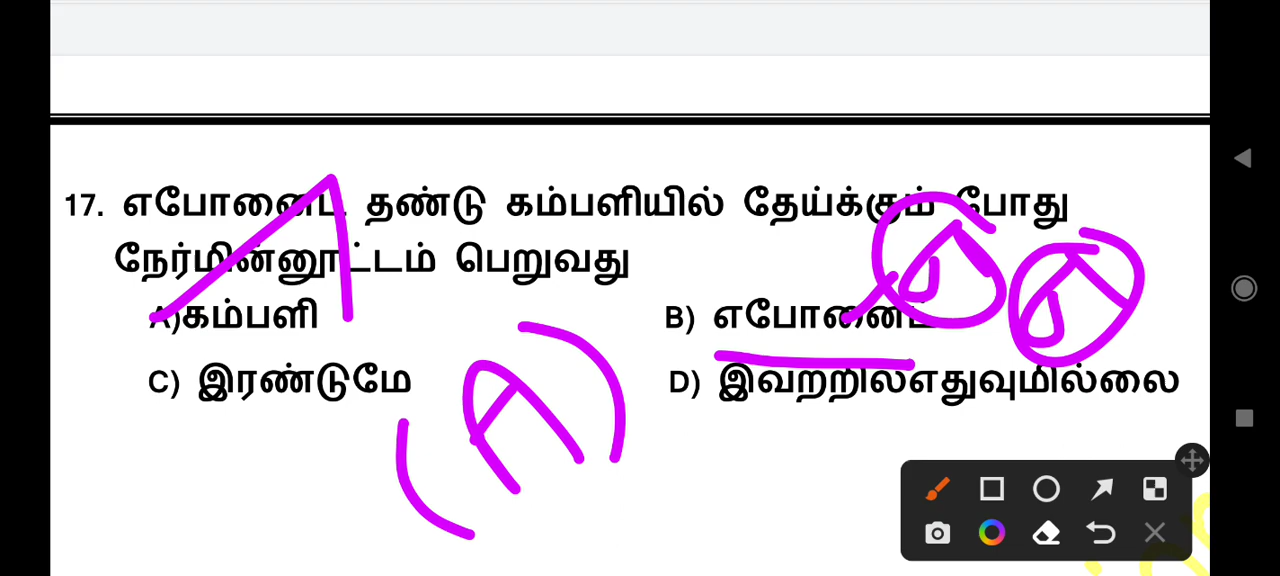 17. எபோனைட் தண்டு கம்பளியில் தேய்க்கும் போது
நேர்மின்னூட்டம் பெறுவது
A)கம்பளி B) எபோனைட்
C) இரண்டுமே D) இவற்றில்எதுவுமில்லை
(A)